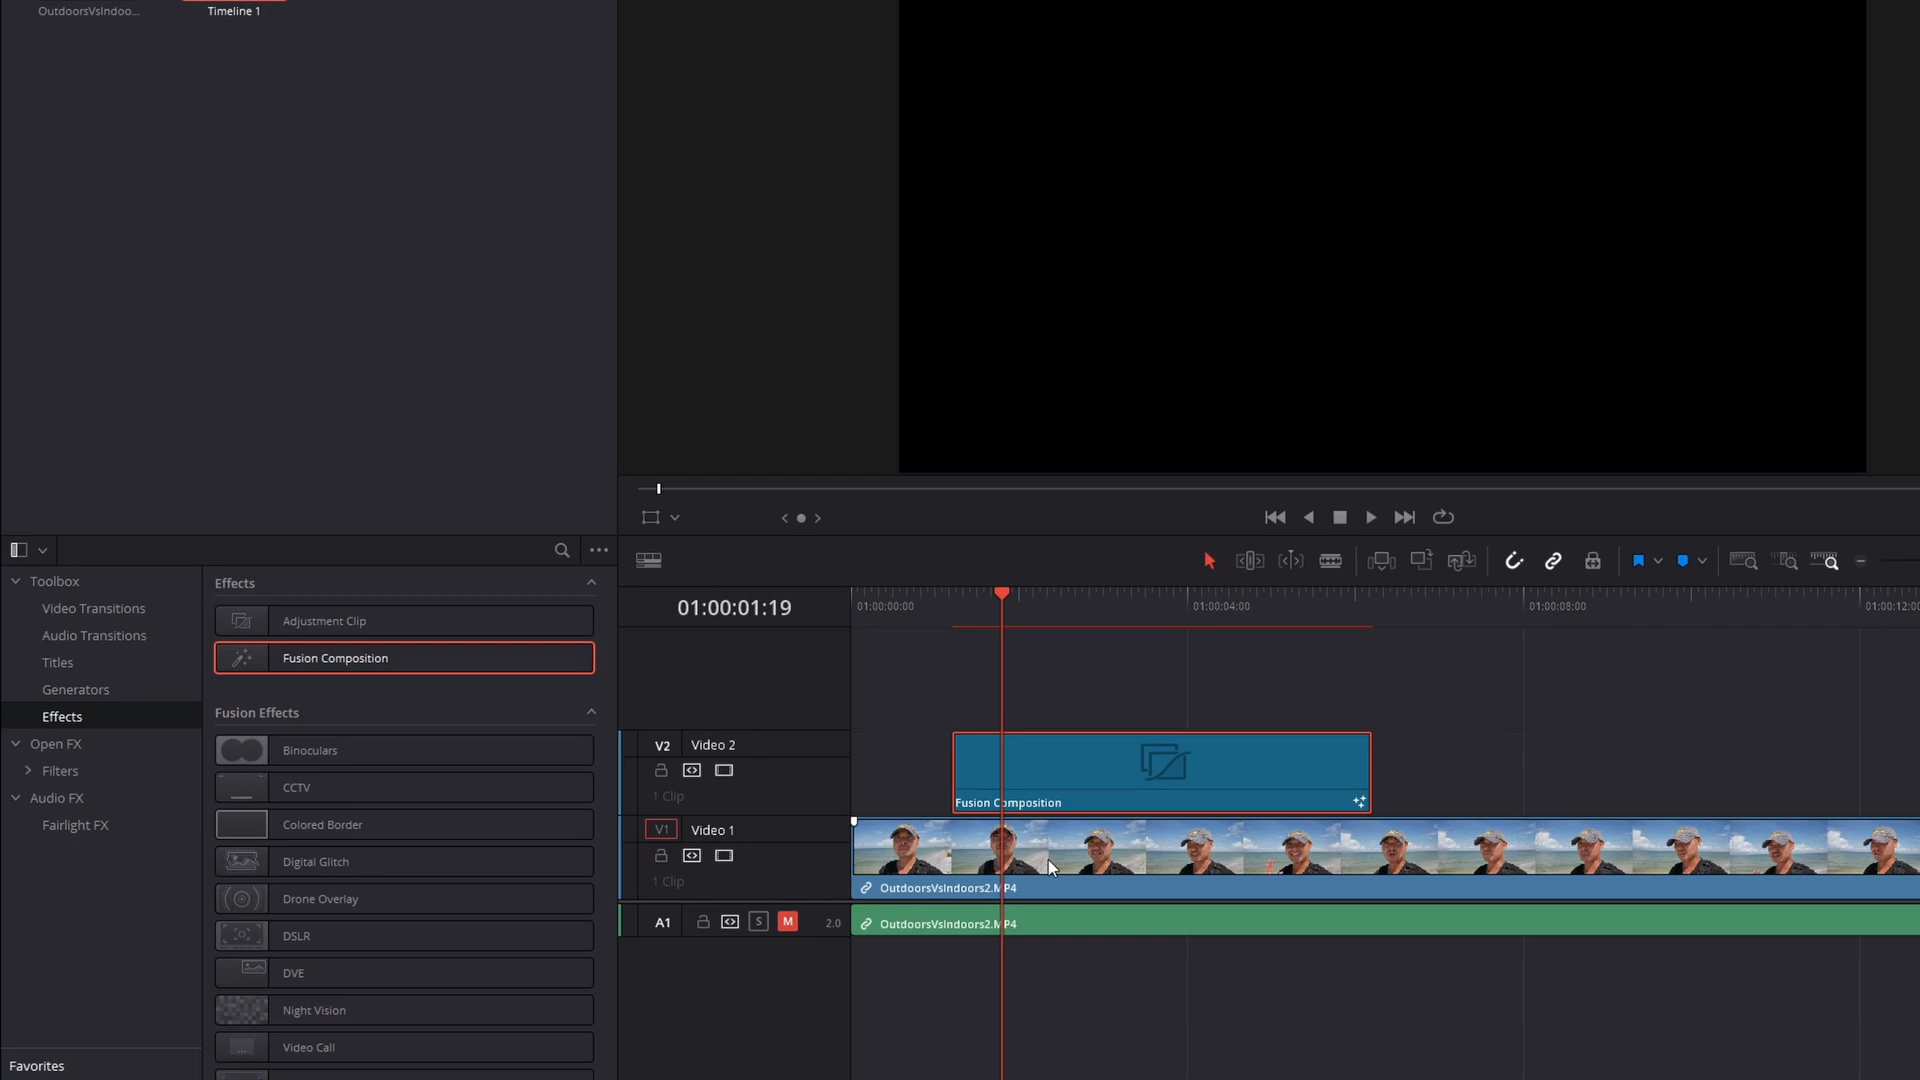 OutdoorsVsIndoo...
Timeline 1
Toolbox
Video Transitions
Audio Transitions
Titles
Generators
Effects
Open FX
Filters
Audio FX
Fairlight FX
Favorites
Effects
Adjustment Clip
Fusion Composition
Fusion Effects
Binoculars
CCTV
Colored Border
Digital Glitch
Drone Overlay
DSLR
DVE
Night Vision
Video Call
01:00:01:19
01:00:00:00
01:00:04:00
01:00:08:00
01:00:12:0
V2 Video 2
1 Clip
Fusion Composition
V1 Video 1
1 Clip
OutdoorsVsIndoors2.MP4
A1 S M 2.0
OutdoorsVsIndoors2.MP4